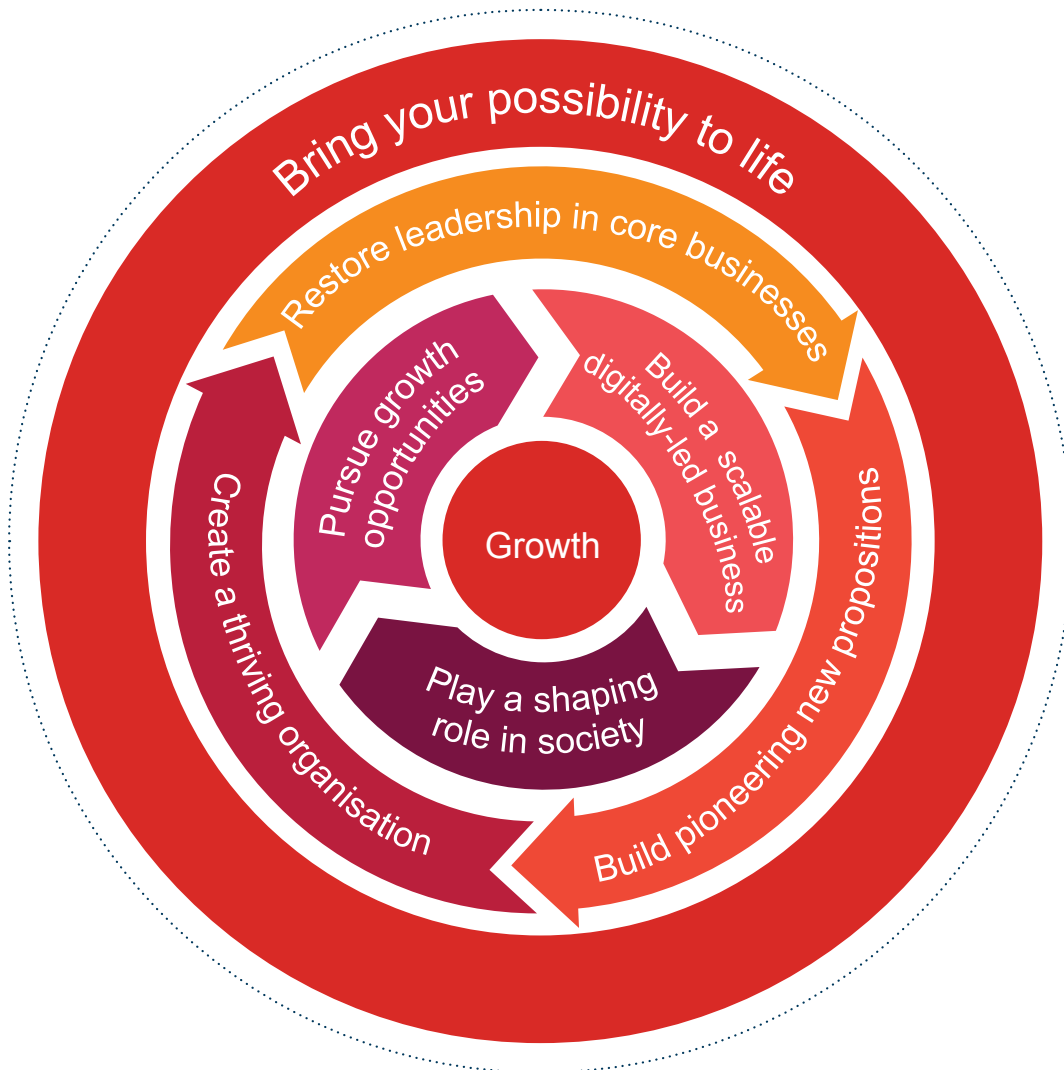 Bring your possibility to life
Restore leadership in core businesses
Build pioneering new propositions
Create a thriving organisation
Pursue growth
opportunities
Build a scalable
digitally-led business
Play a shaping
role in society
Growth